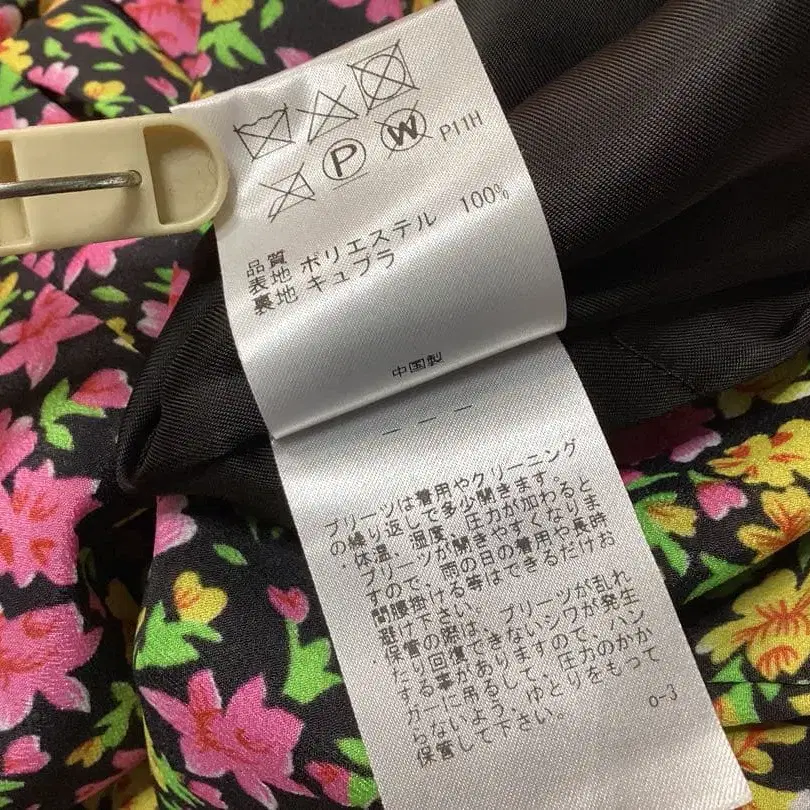 P W P11H
品質
表地 ポリエステル 100%
裏地 キュプラ
中国製
プリーツは着用やクリーニング
の繰り返しで多少開きます。
・体温、湿度、圧力が加わると
プリーツが開きやすくなりま
すので、雨の日の着用や長時
間腰掛ける等はできるだけお
避け下さい。
・保管の際は、プリーツが乱れ
たり回復できないシワが発生
する事がありますので、ハン
ガーに吊るして、圧力のかか
らないよう、ゆとりをもって
保管して下さい。
0-3